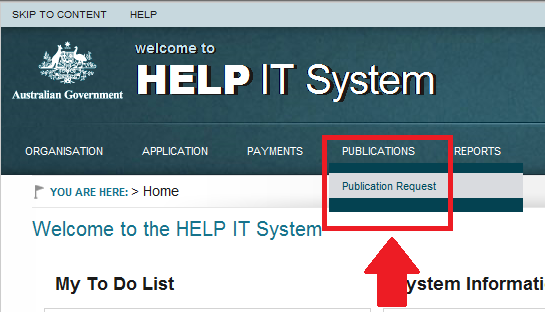 SKIP TO CONTENT HELP
welcome to
HELP IT System
Australian Government
ORGANISATION APPLICATION PAYMENTS PUBLICATIONS REPORTS
Publication Request
YOU ARE HERE: > Home
Welcome to the HELP IT System
My To Do List ystem Informati